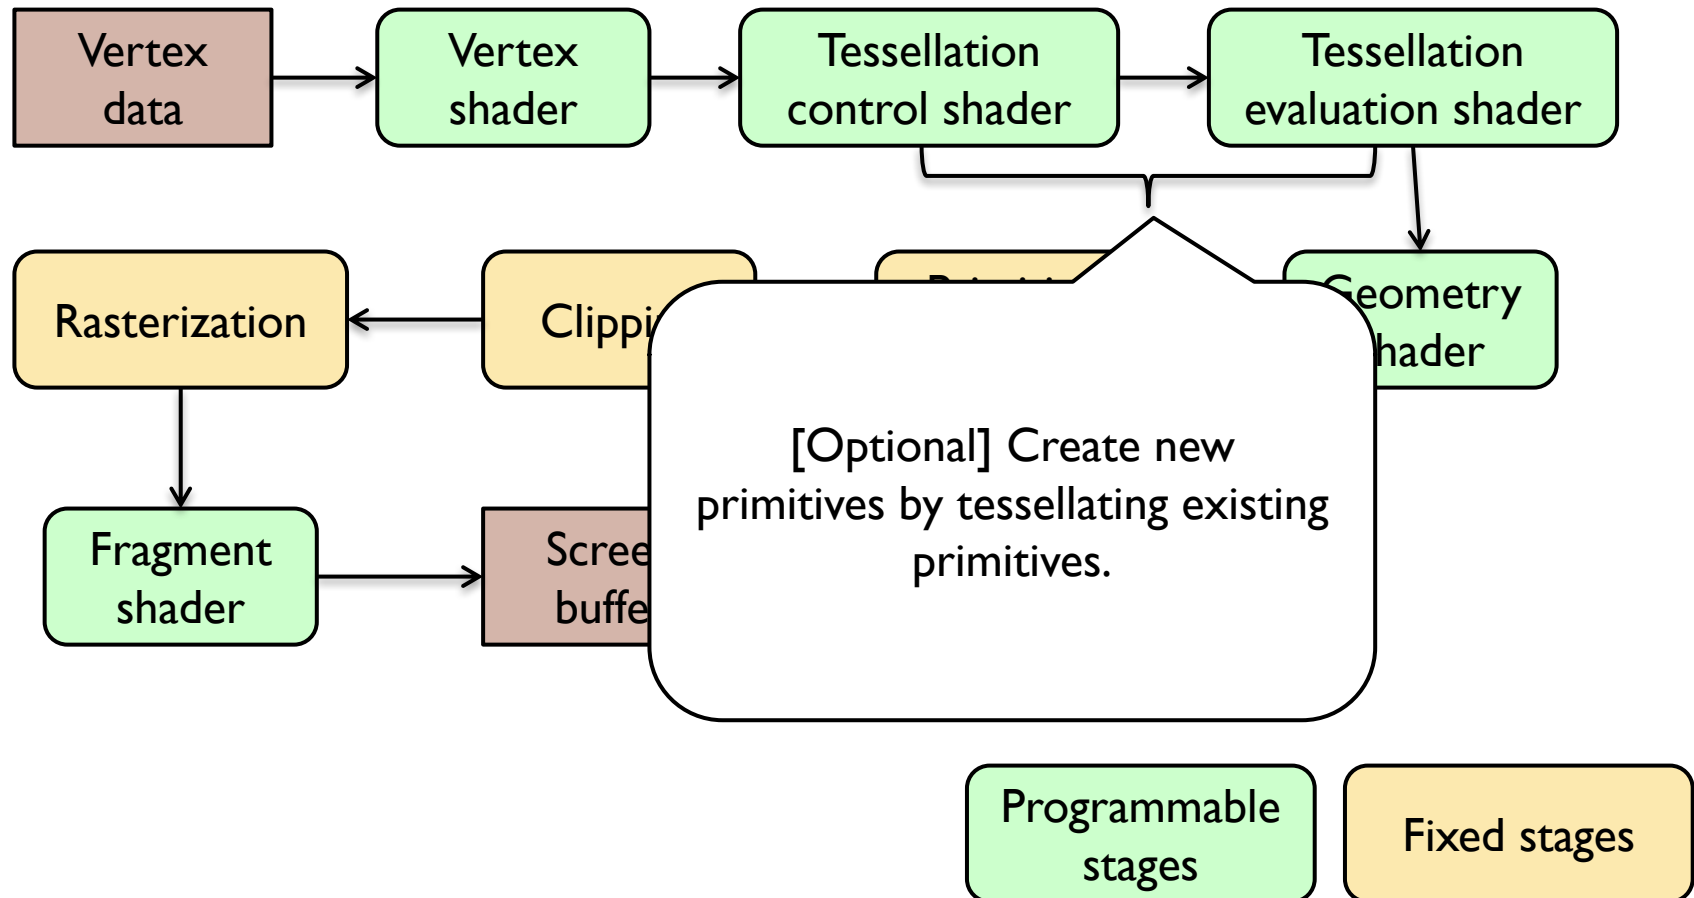 Vertex
data
Vertex
shader
Tessellation
control shader
Tessellation
evaluation shader
Rasterization
Geometry
[Optional] Create new
primitives by tessellating existing
primitives.
Fragment
shader
Programmable
stages
Fixed stages